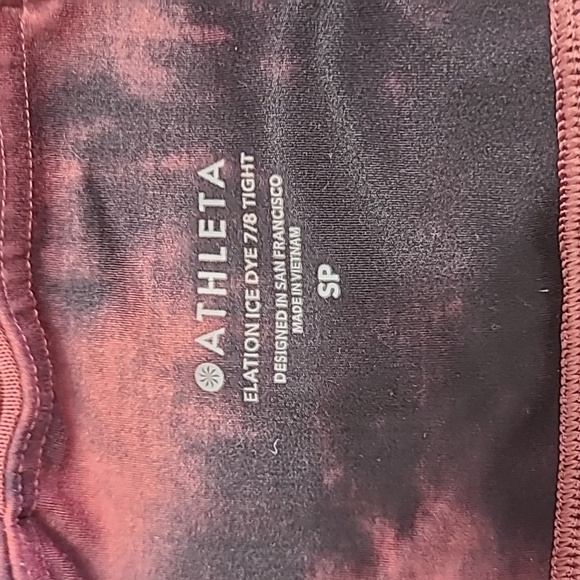 ATHLETA
ELATION ICE DYE 7/8 TIGHT
DESIGNED IN SAN FRANCISCO
MADE IN VIETNAM
SP